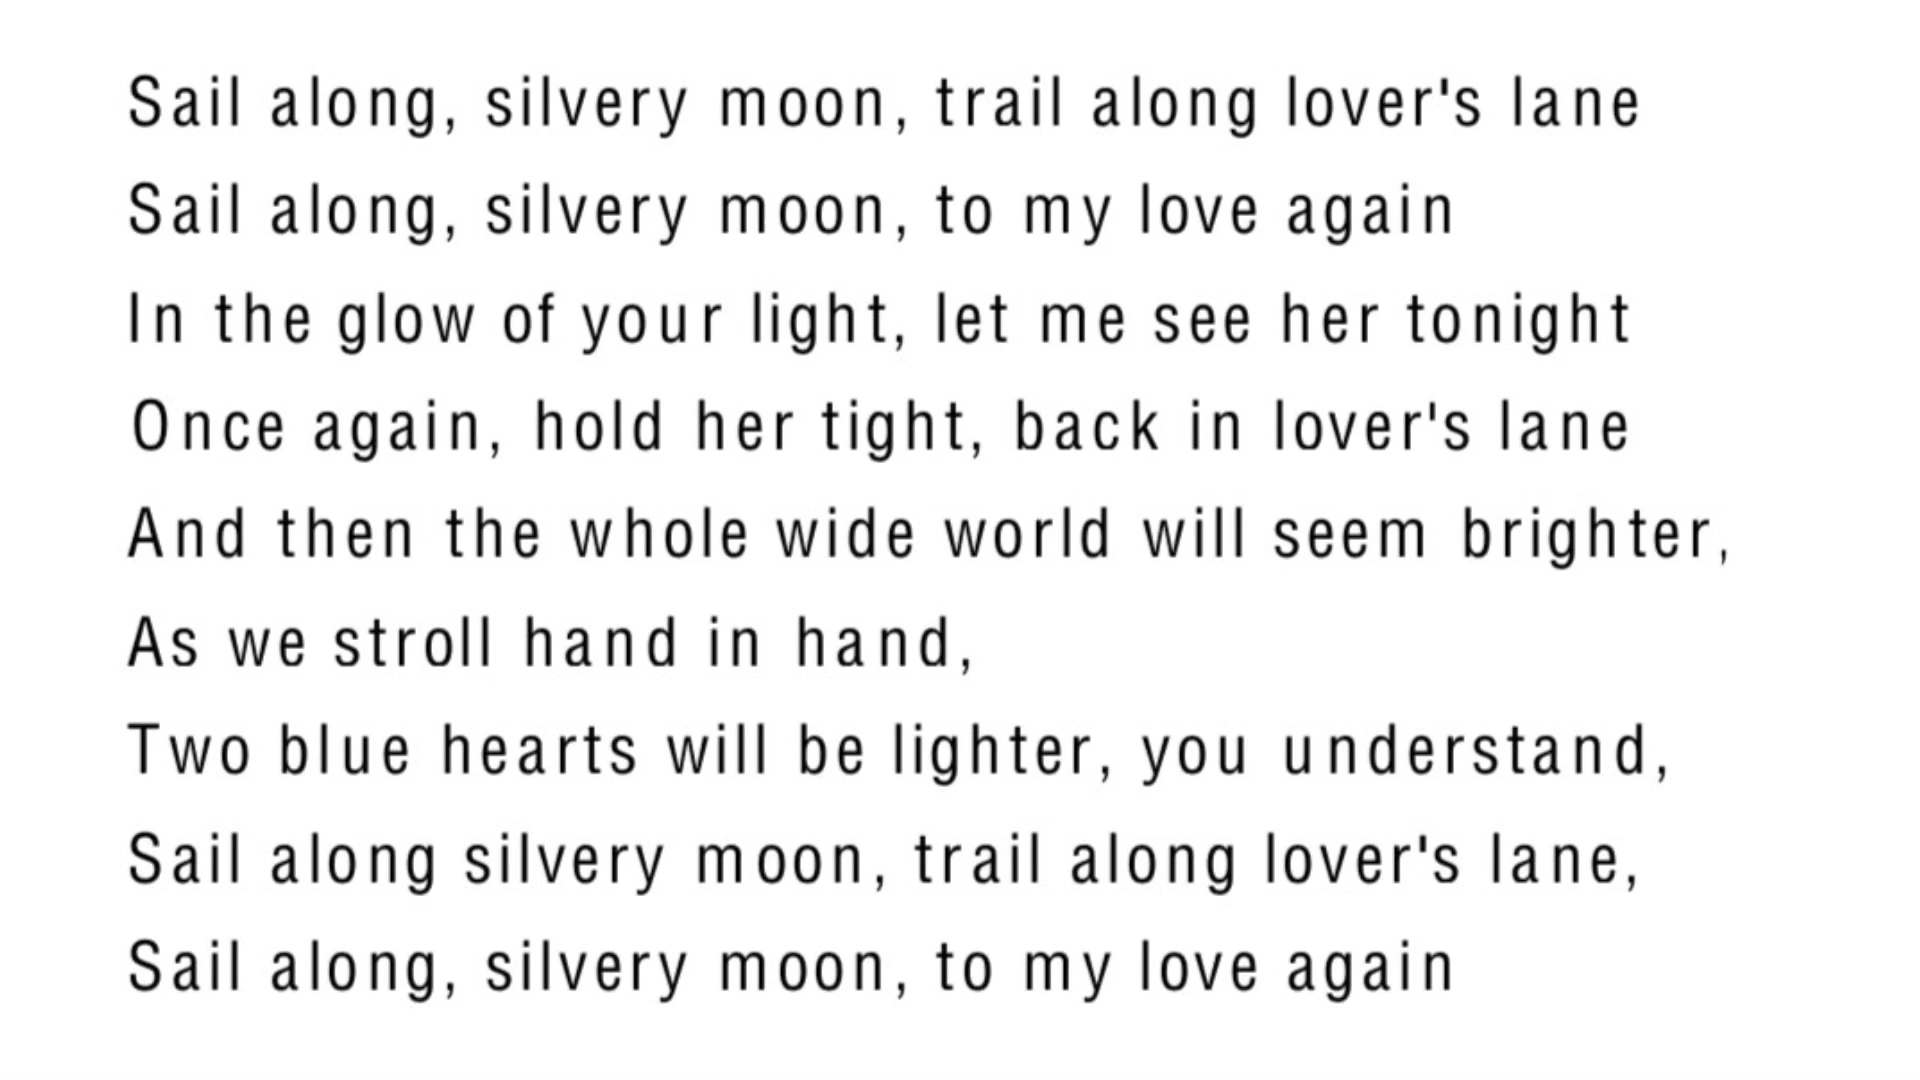 Sail along, silvery moon, trail along lover's lane
Sail along, silvery moon, to my love again
In the glow of your light, let me see her tonight
Once again, hold her tight, back in lover's lane
And then the whole wide world will seem brighter,
As we stroll hand in hand,
Two blue hearts will be lighter, you understand,
Sail along silvery moon, trail along lover's lane,
Sail along, silvery moon, to my love again